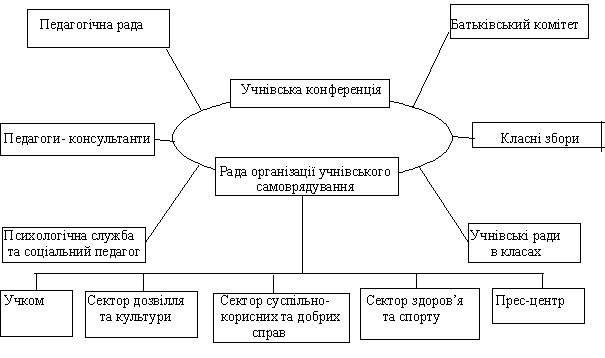 Педагогічна рада
Батьківський комітет
Учнівська конференція
Педагоги- консультанти
Класні збори
Рада організації учнівського
самоврядування
Психологічна служба
та соціальний педагог
Учнівські ради
в класах
Учком
Сектор дозвілля
та культури
Сектор суспільно-
корисних та добрих
справ
Сектор здоров’я
та спорту
Прес-центр